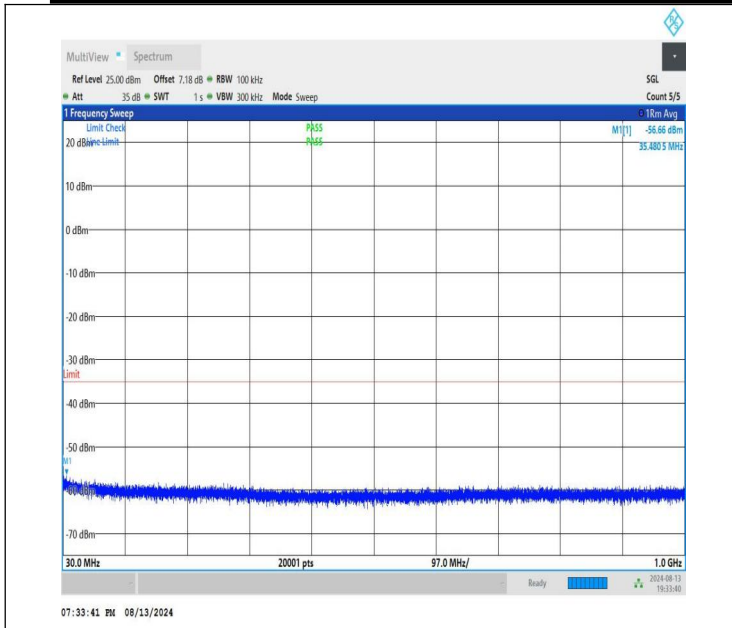 R S
MultiView Spectrum
Ref Level 25.00 dBm Offset 7.18 dB RBW 100 kHz SGL
Att 35 dB SWT 1 s VBW 300 kHz Mode Sweep Count 5/5
1 Frequency Sweep 1Rm Avg
Limit Check PASS M1[1] -56.66 dBm
20 dBm Line Limit PASS 35.480 5 MHz
10 dBm
0 dBm
-10 dBm
-20 dBm
-30 dBm
Limit
-40 dBm
-50 dBm
M1
-60 dBm
-70 dBm
30.0 MHz 20001 pts 97.0 MHz/ 1.0 GHz
Ready 2024-08-13
19:33:40
07:33:41 PM 08/13/2024